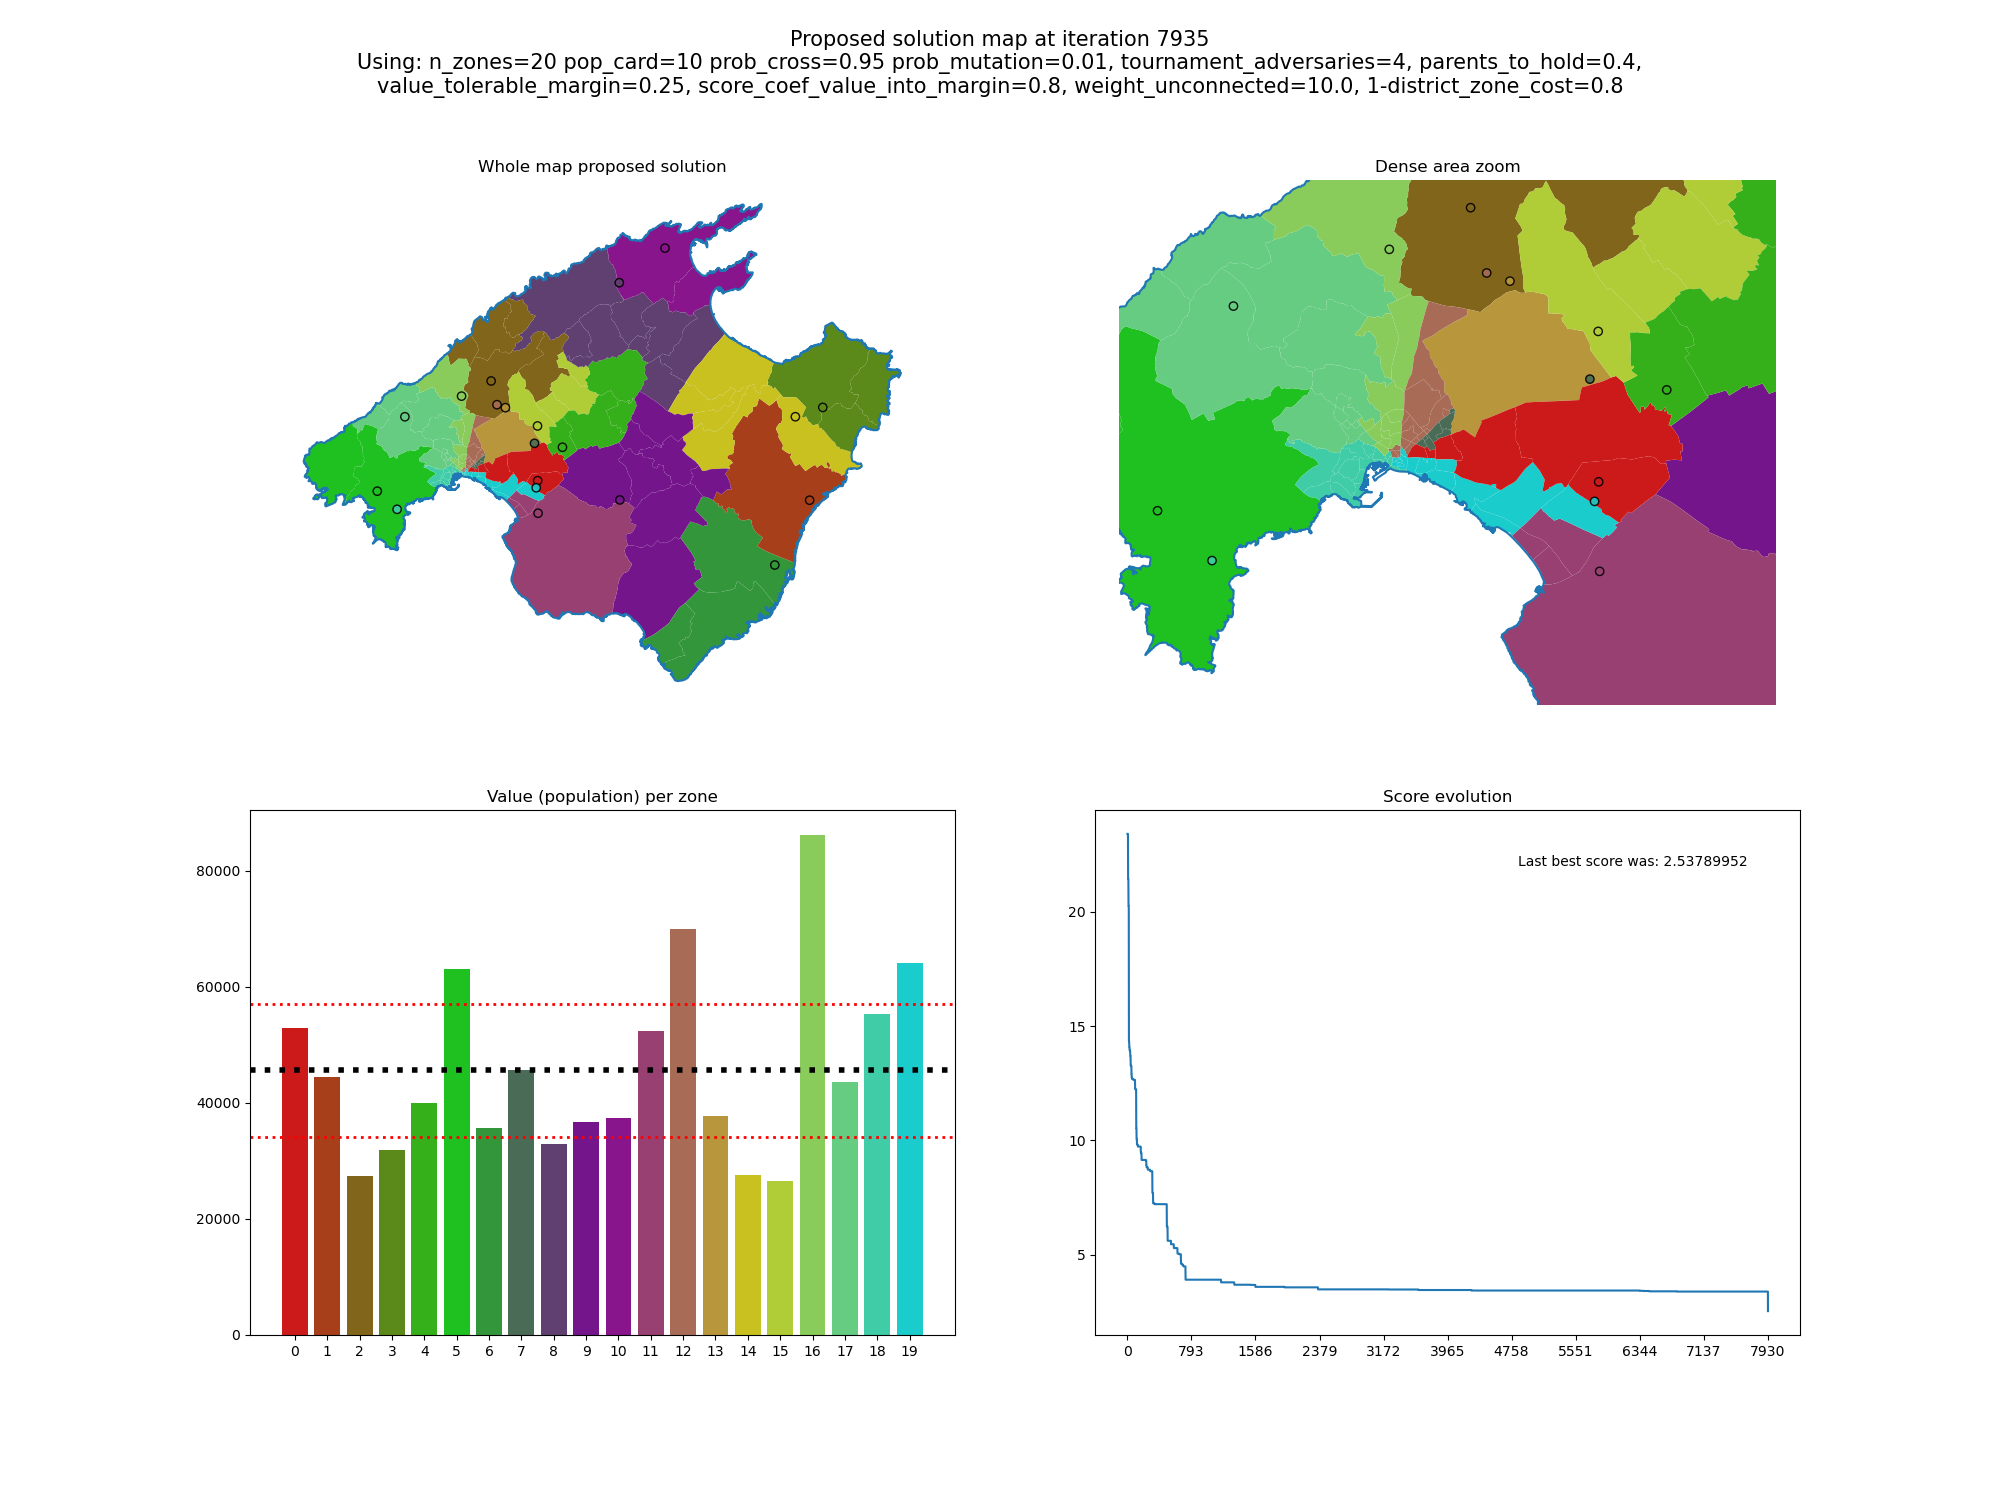 Proposed solution map at iteration 7935
Using: n_zones=20 pop_card=10 prob_cross=0.95 prob_mutation=0.01, tournament_adversaries=4, parents_to_hold=0.4,
value_tolerable_margin=0.25, score_coef_value_into_margin=0.8, weight_unconnected=10.0, 1-district_zone_cost=0.8
Whole map proposed solution
Dense area zoom
Value (population) per zone
80000
60000
40000
20000
0
0 1 2 3 4 5 6 7 8 9 10 11 12 13 14 15 16 17 18 19
Score evolution
Last best score was: 2.53789952
20
15
10
5
0 793 1586 2379 3172 3965 4758 5551 6344 7137 7930